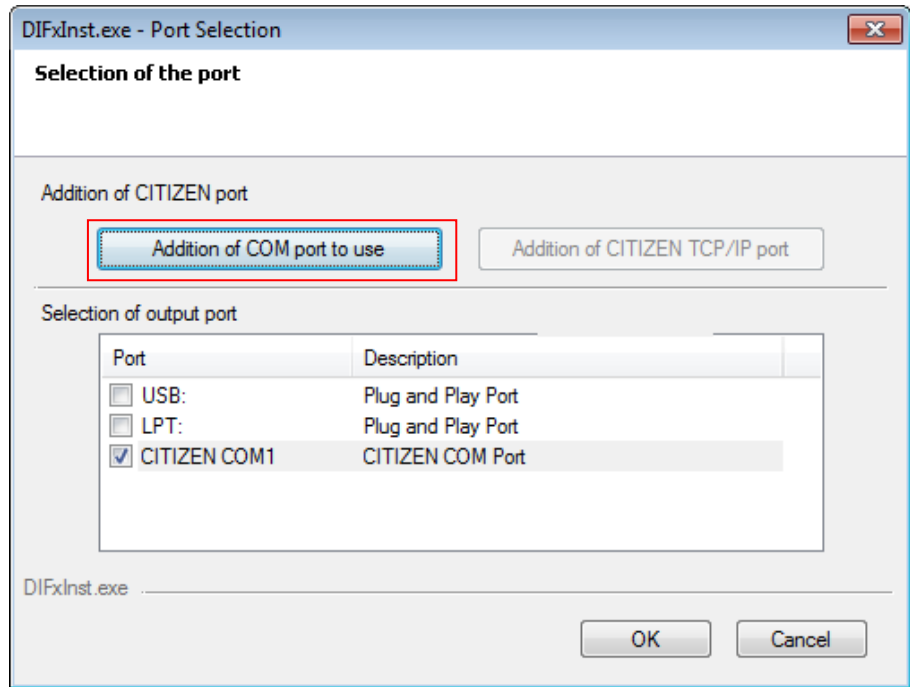 DIFxInst.exe - Port Selection
Selection of the port
Addition of CITIZEN port
Addition of COM port to use Addition of CITIZEN TCP/IP port
Selection of output port
Port Description
USB: Plug and Play Port
LPT: Plug and Play Port
CITIZEN COM1 CITIZEN COM Port
DIFxInst.exe
OK Cancel